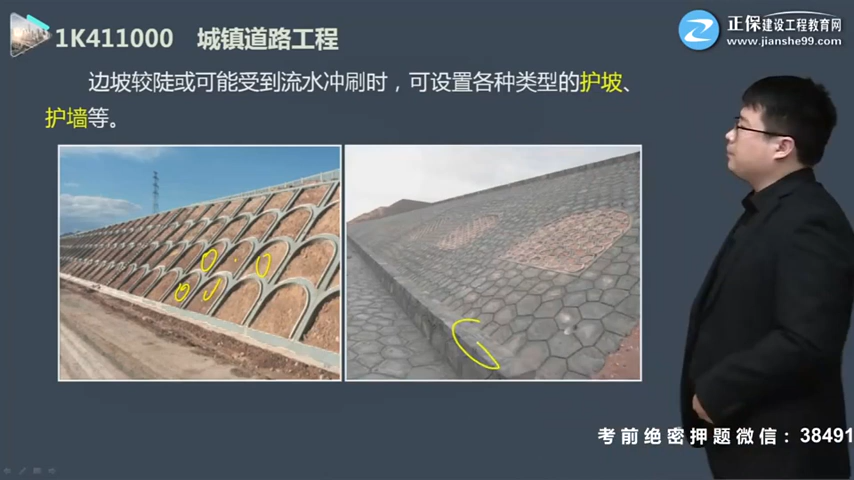 1K411000 城镇道路工程
正保建设工程教育网
www.jianshe99.com
边坡较陡或可能受到流水冲刷时，可设置各种类型的护坡、
护墙等。
考前绝密押题微信：38491